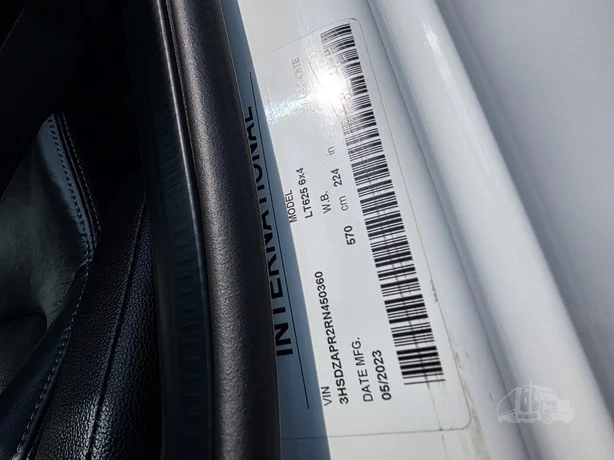 INTERNATIONAL
VIN
3HSDZAPR2RN450360
MODEL
LT625 6x4
DATE MFG.
05/2023
W.B.
570 cm 224 in